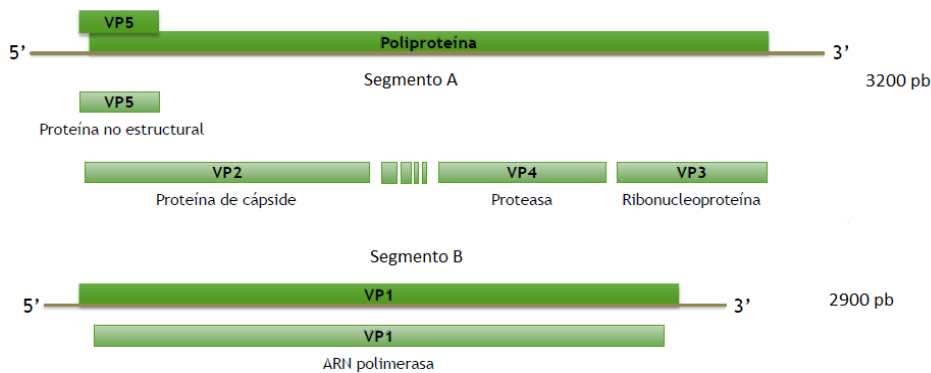 VP5
5’ Poliproteína 3’
Segmento A 3200 pb
VP5
Proteína no estructural
VP2 VP4 VP3
Proteína de cápside Proteasa Ribonucleoproteína
Segmento B
5’ VP1 3’ 2900 pb
VP1
ARN polimerasa